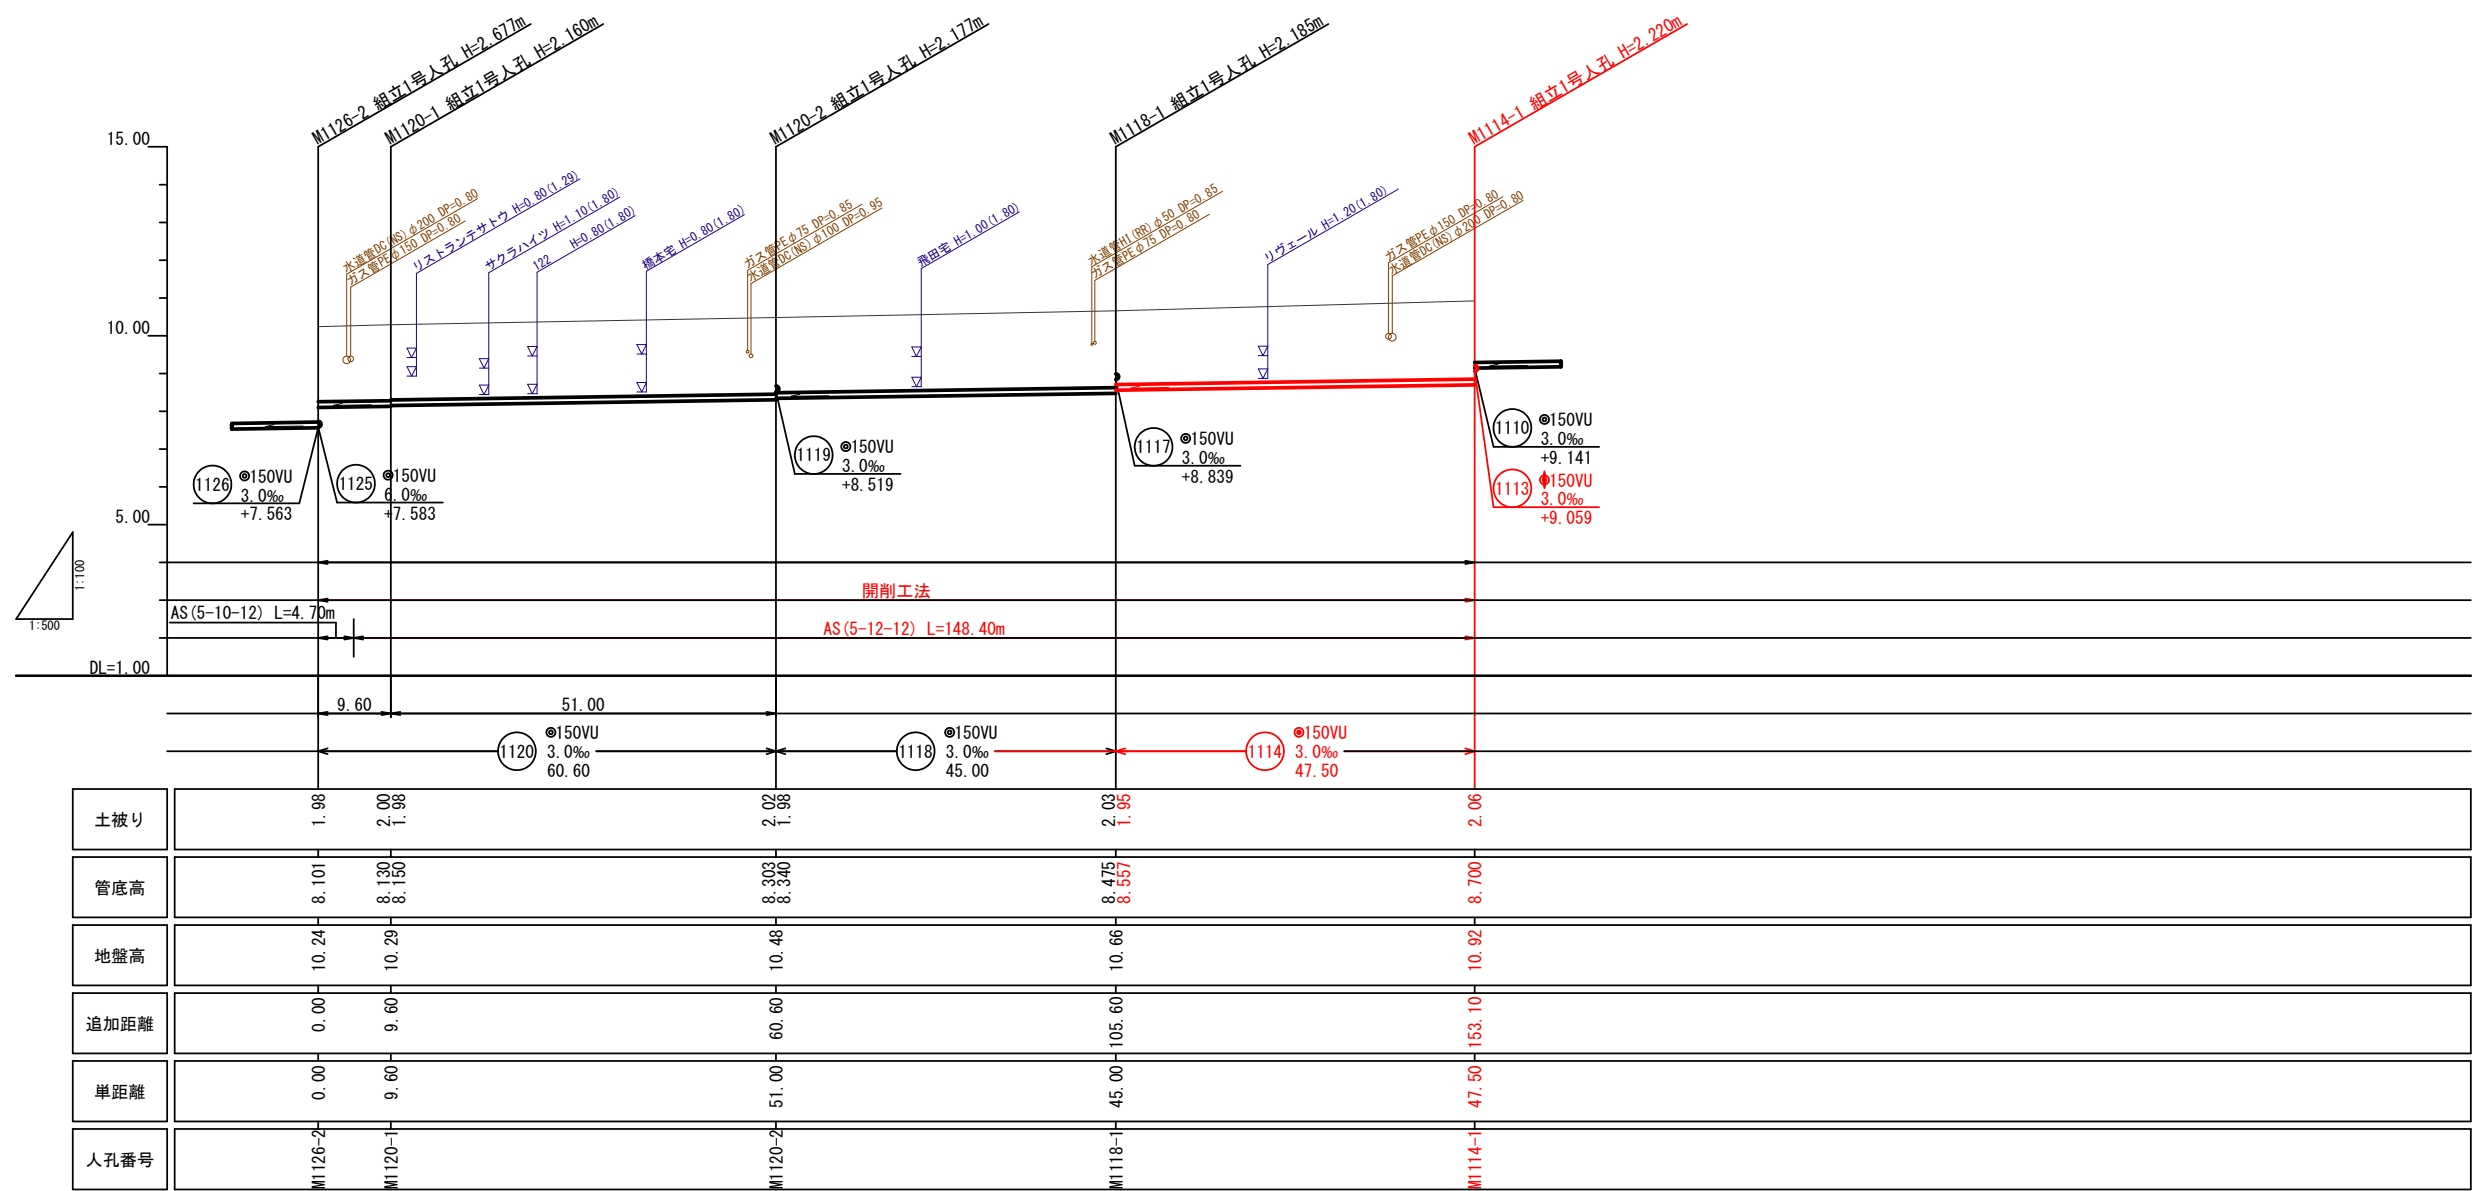 M1126-2 組立1号人孔 H=2.677m
M1120-1 組立1号人孔 H=2.160m
M1120-2 組立1号人孔 H=2.177m
M1118-1 組立1号人孔 H=2.185m
M1114-1 組立1号人孔 H=2.220m
15.00
10.00
5.00
DL=1.00
水道管DC(NS)φ200 DP=0.80
ガス管PEφ150 DP=0.80
リストランテサトウ H=0.80(1.29)
サクラハイツ H=1.10(1.80)
122 H=0.80(1.80)
橋本宅 H=0.80(1.80)
ガス管PEφ75 DP=0.85
水道管DC(NS)φ100 DP=0.95
飛田宅 H=1.00(1.80)
水道管HI(RR)φ50 DP=0.85
ガス管PEφ75 DP=0.80
リヴェール H=1.20(1.80)
ガス管PEφ150 DP=0.80
水道管DC(NS)φ200 DP=0.80
1126 ◎150VU
3.0‰
+7.563
1125 ◎150VU
6.0‰
+7.583
1119 ◎150VU
3.0‰
+8.519
1117 ◎150VU
3.0‰
+8.839
1110 ◎150VU
3.0‰
+9.141
1113 150VU
3.0‰
+9.059
1:100
1:500
開削工法
AS(5-10-12) L=4.70m
AS(5-12-12) L=148.40m
9.60 51.00
1120 ◎150VU
3.0‰
60.60
1118 ◎150VU
3.0‰
45.00
1114 ◎150VU
3.0‰
47.50
土被り 1.98 2.00 1.98 2.02 1.98 2.03 1.95 2.06
管底高 8.101 8.130 8.150 8.303 8.340 8.475 8.557 8.700
地盤高 10.24 10.29 10.48 10.66 10.92
追加距離 0.00 9.60 60.60 105.60 153.10
単距離 0.00 9.60 51.00 45.00 47.50
人孔番号 M1126-2 M1120-1 M1120-2 M1118-1 M1114-1